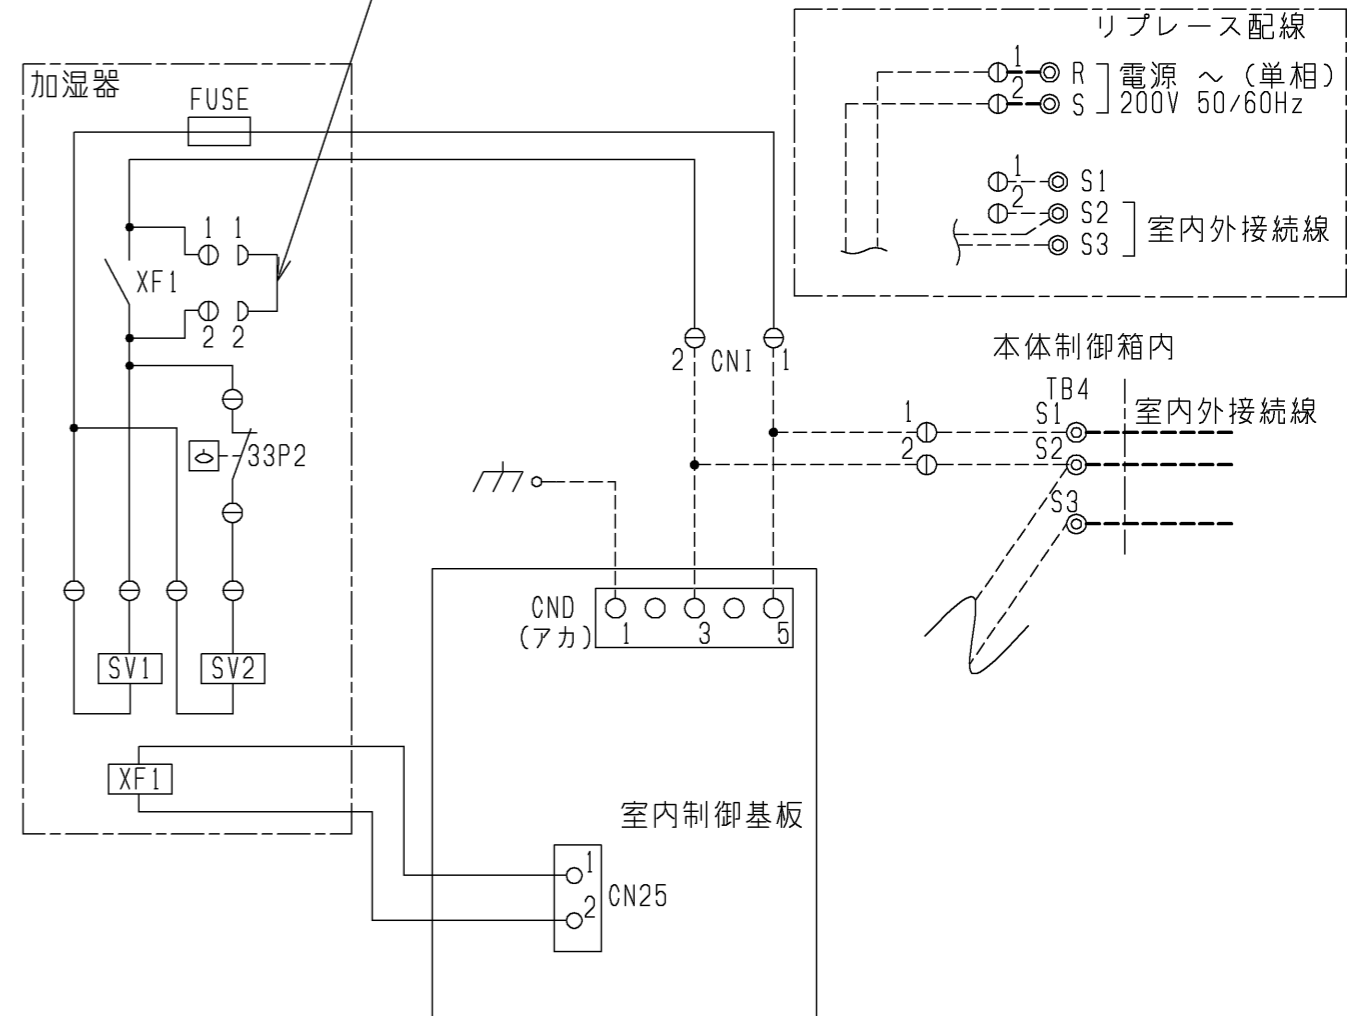 リプレース配線
1
R
電源 ～ (単相)
2
S
200V 50/60Hz
1
S1
2
S2
室内外接続線
S3
加湿器
FUSE
1 1
XF1
2 2
33P2
SV1 SV2
XF1
2 CNI 1
本体制御箱内
TB4
室内外接続線
1 S1
2 S2
S3
CND
(アカ)
1 3 5
室内制御基板
1
CN25
2